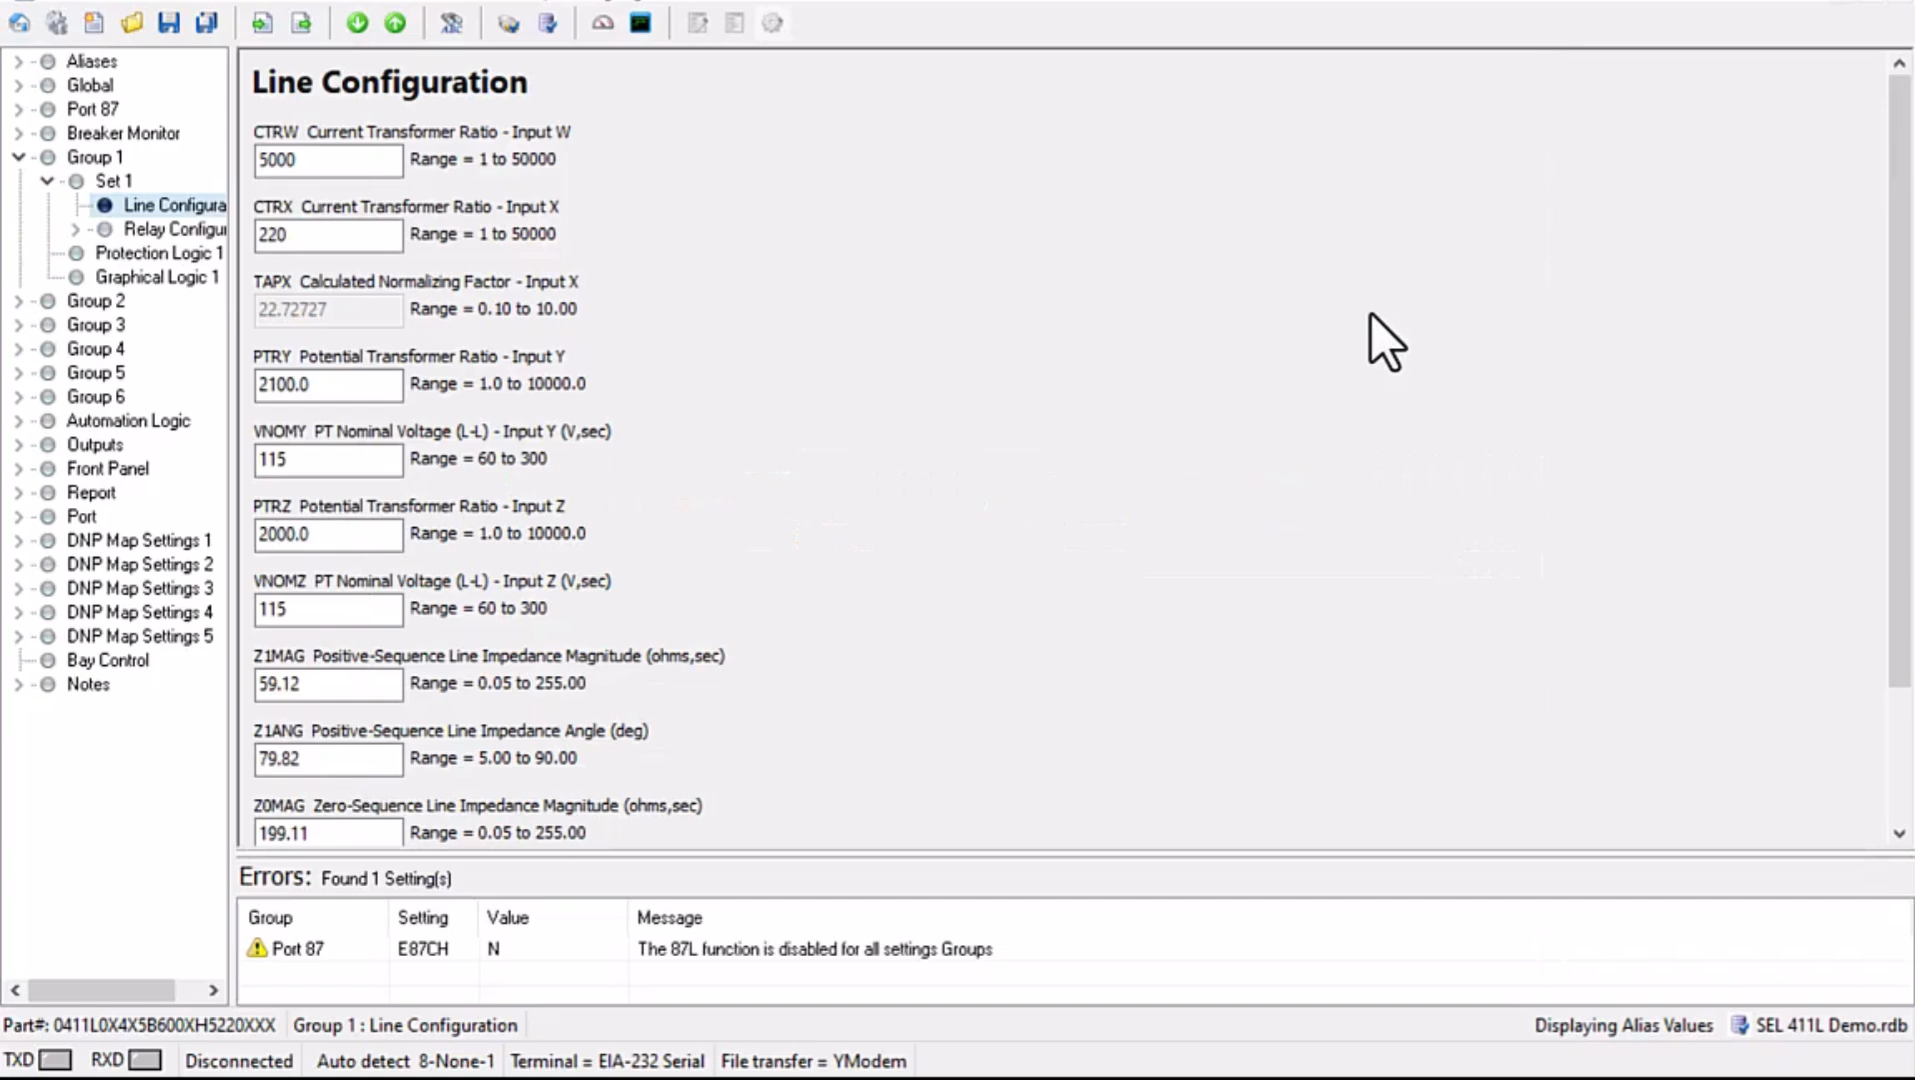 Aliases
Global
Port 87
Breaker Monitor
Group 1
Set 1
Line Configura
Relay Configur
Protection Logic 1
Graphical Logic 1
Group 2
Group 3
Group 4
Group 5
Group 6
Automation Logic
Outputs
Front Panel
Report
Port
DNP Map Settings 1
DNP Map Settings 2
DNP Map Settings 3
DNP Map Settings 4
DNP Map Settings 5
Bay Control
Notes
Line Configuration
CTRW Current Transformer Ratio - Input W
5000 Range = 1 to 50000
CTRX Current Transformer Ratio - Input X
220 Range = 1 to 50000
TAPX Calculated Normalizing Factor - Input X
22.72727 Range = 0.10 to 10.00
PTRY Potential Transformer Ratio - Input Y
2100.0 Range = 1.0 to 10000.0
VNOMY PT Nominal Voltage (L-L) - Input Y (V,sec)
115 Range = 60 to 300
PTRZ Potential Transformer Ratio - Input Z
2000.0 Range = 1.0 to 10000.0
VNOMZ PT Nominal Voltage (L-L) - Input Z (V,sec)
115 Range = 60 to 300
Z1MAG Positive-Sequence Line Impedance Magnitude (ohms,sec)
59.12 Range = 0.05 to 255.00
Z1ANG Positive-Sequence Line Impedance Angle (deg)
79.82 Range = 5.00 to 90.00
Z0MAG Zero-Sequence Line Impedance Magnitude (ohms,sec)
199.11 Range = 0.05 to 255.00
Errors: Found 1 Setting(s)
Group Setting Value Message
Port 87 E87CH N The 87L function is disabled for all settings Groups
Part#: 0411L0X4X5B600XH5220XXX Group 1 : Line Configuration Displaying Alias Values SEL 411L Demo.rdb
TXD RXD Disconnected Auto detect 8-None-1 Terminal = EIA-232 Serial File transfer = YModem